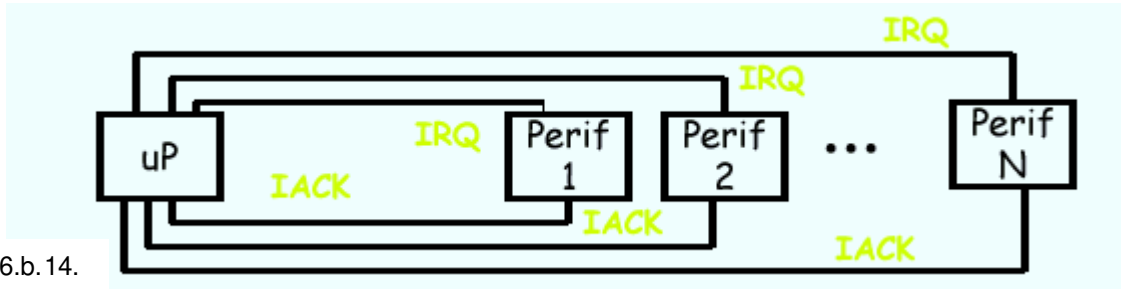 IRQ
IRQ
IRQ
uP
Perif
1
Perif
2
...
Perif
N
IACK
IACK
IACK
6.b.14.